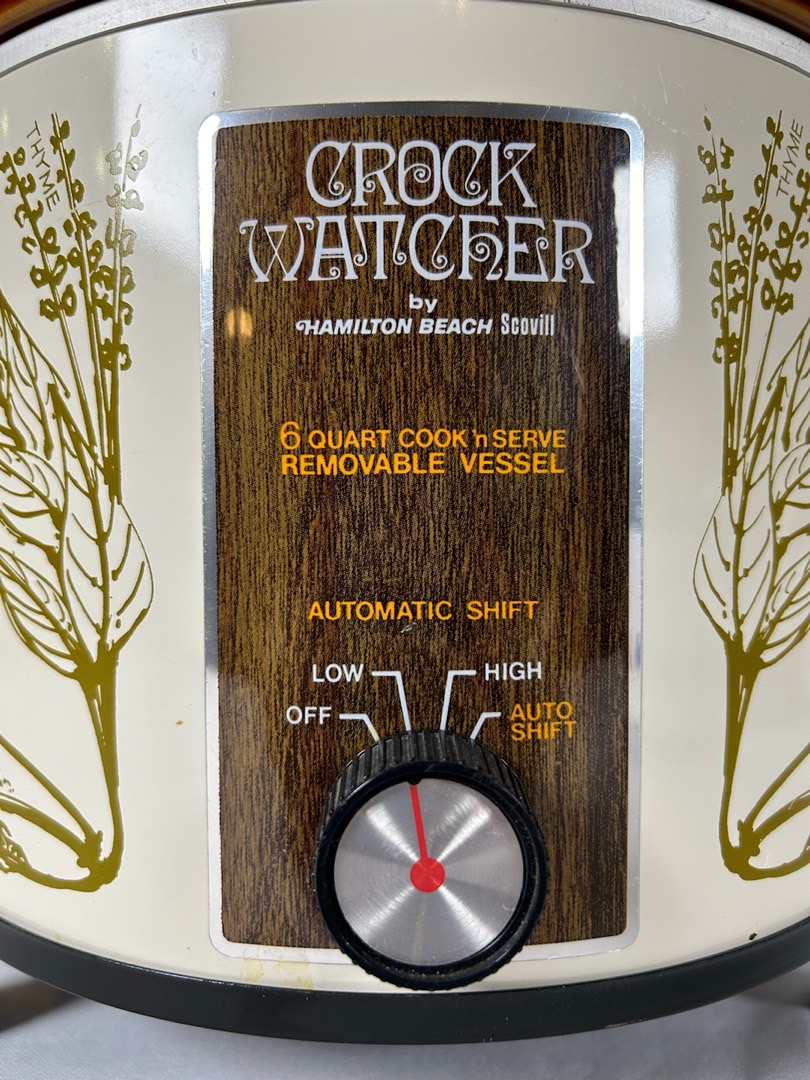 THYME
THYME
CROCK
WATCHER
by
HAMILTON BEACH Scovill
6 QUART COOK 'n SERVE
REMOVABLE VESSEL
AUTOMATIC SHIFT
LOW HIGH
OFF AUTO
SHIFT